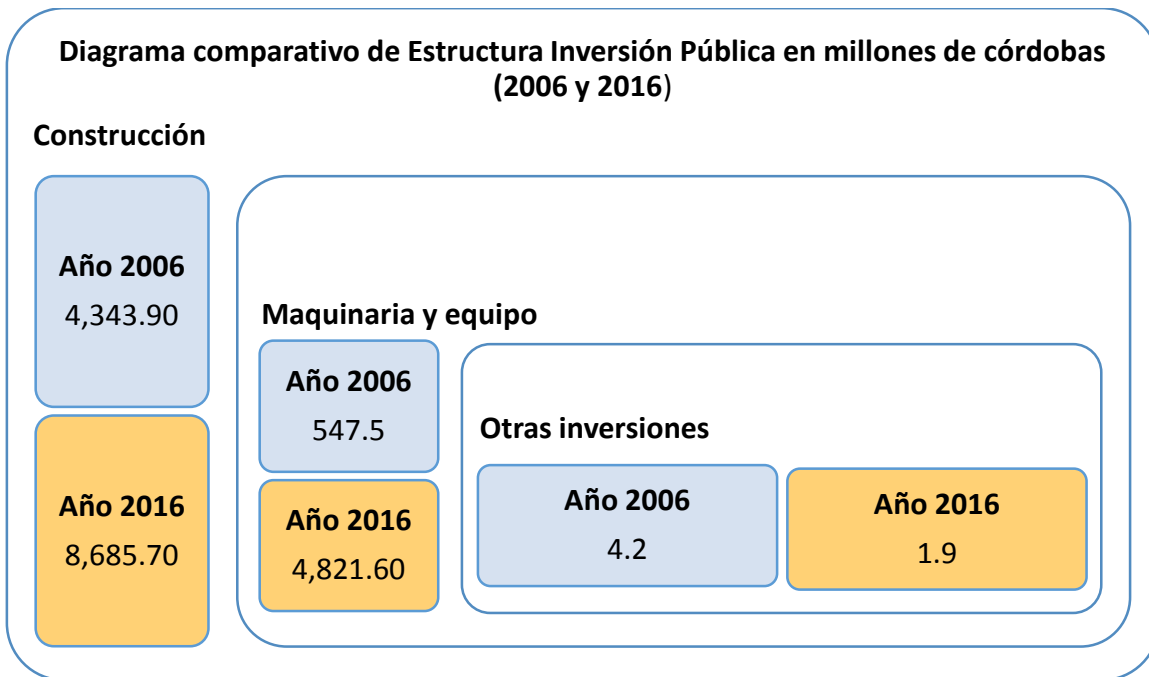 Diagrama comparativo de Estructura Inversión Pública en millones de córdobas
(2006 y 2016)
Construcción
Año 2006
4,343.90
Año 2016
8,685.70
Maquinaria y equipo
Año 2006
547.5
Año 2016
4,821.60
Otras inversiones
Año 2006
4.2
Año 2016
1.9